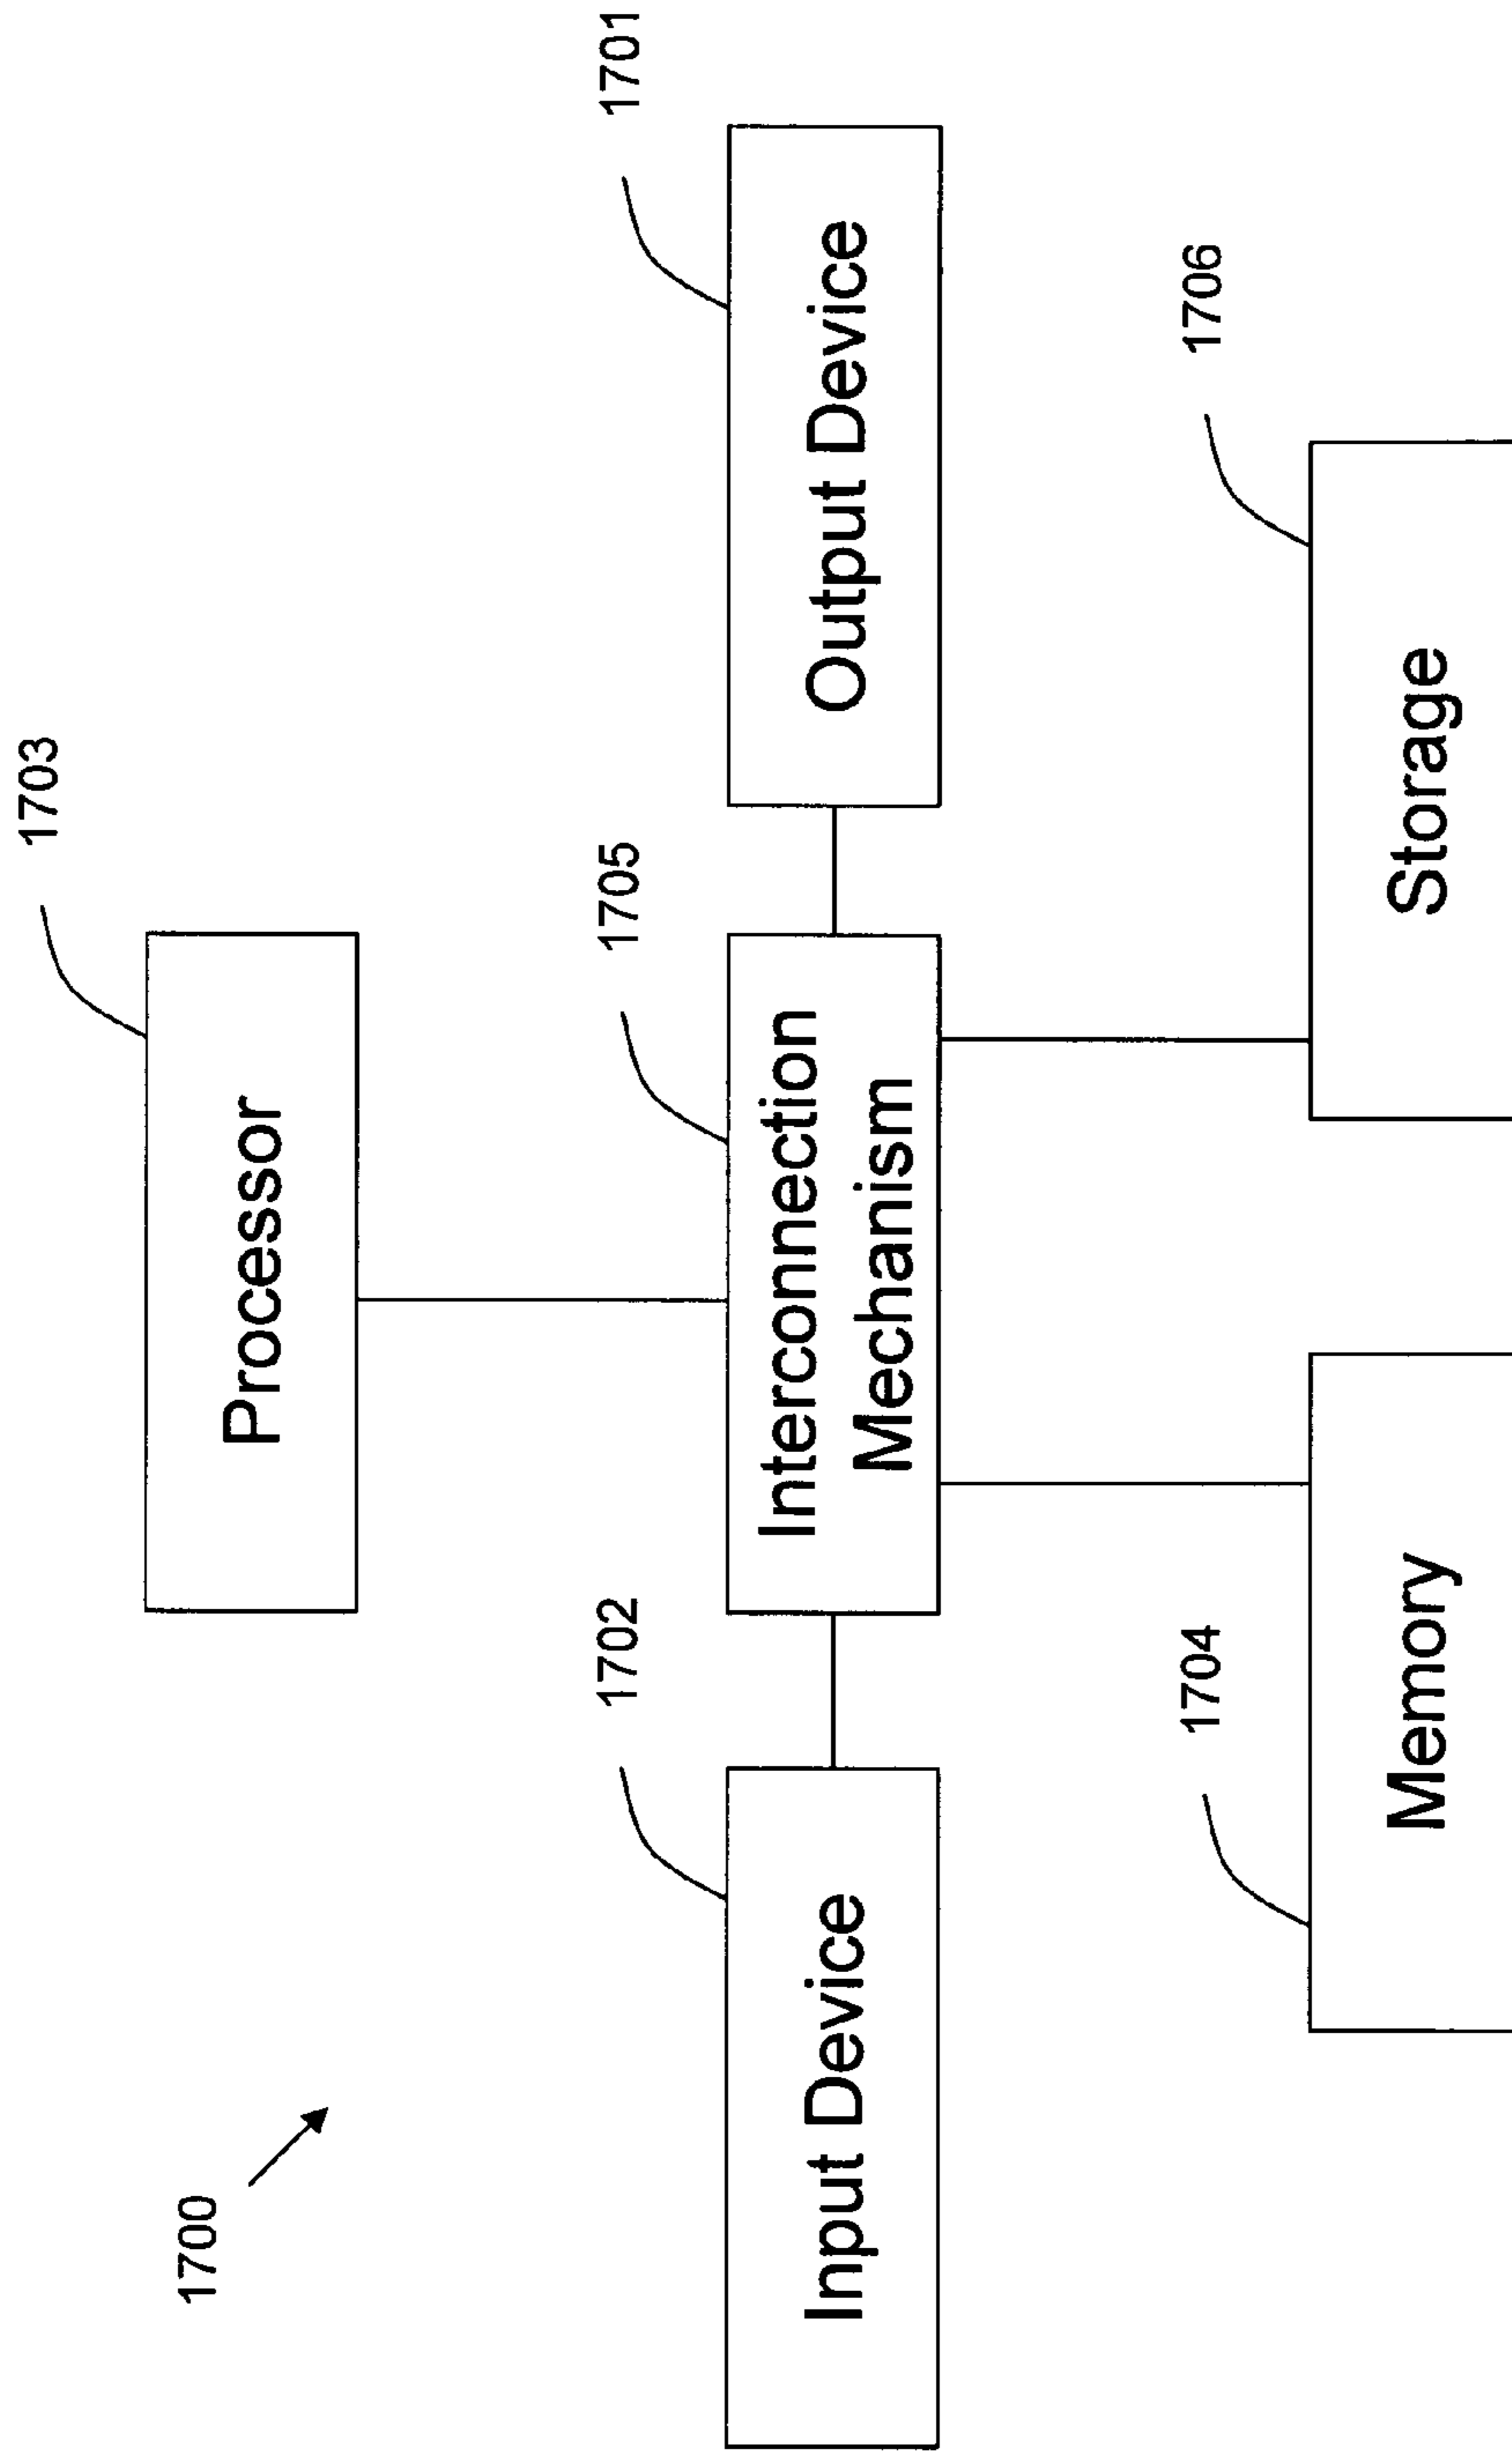 1700
1703
Processor
1702
1705
1701
Input Device
Interconnection
Mechanism
Output Device
1704
1706
Memory
Storage